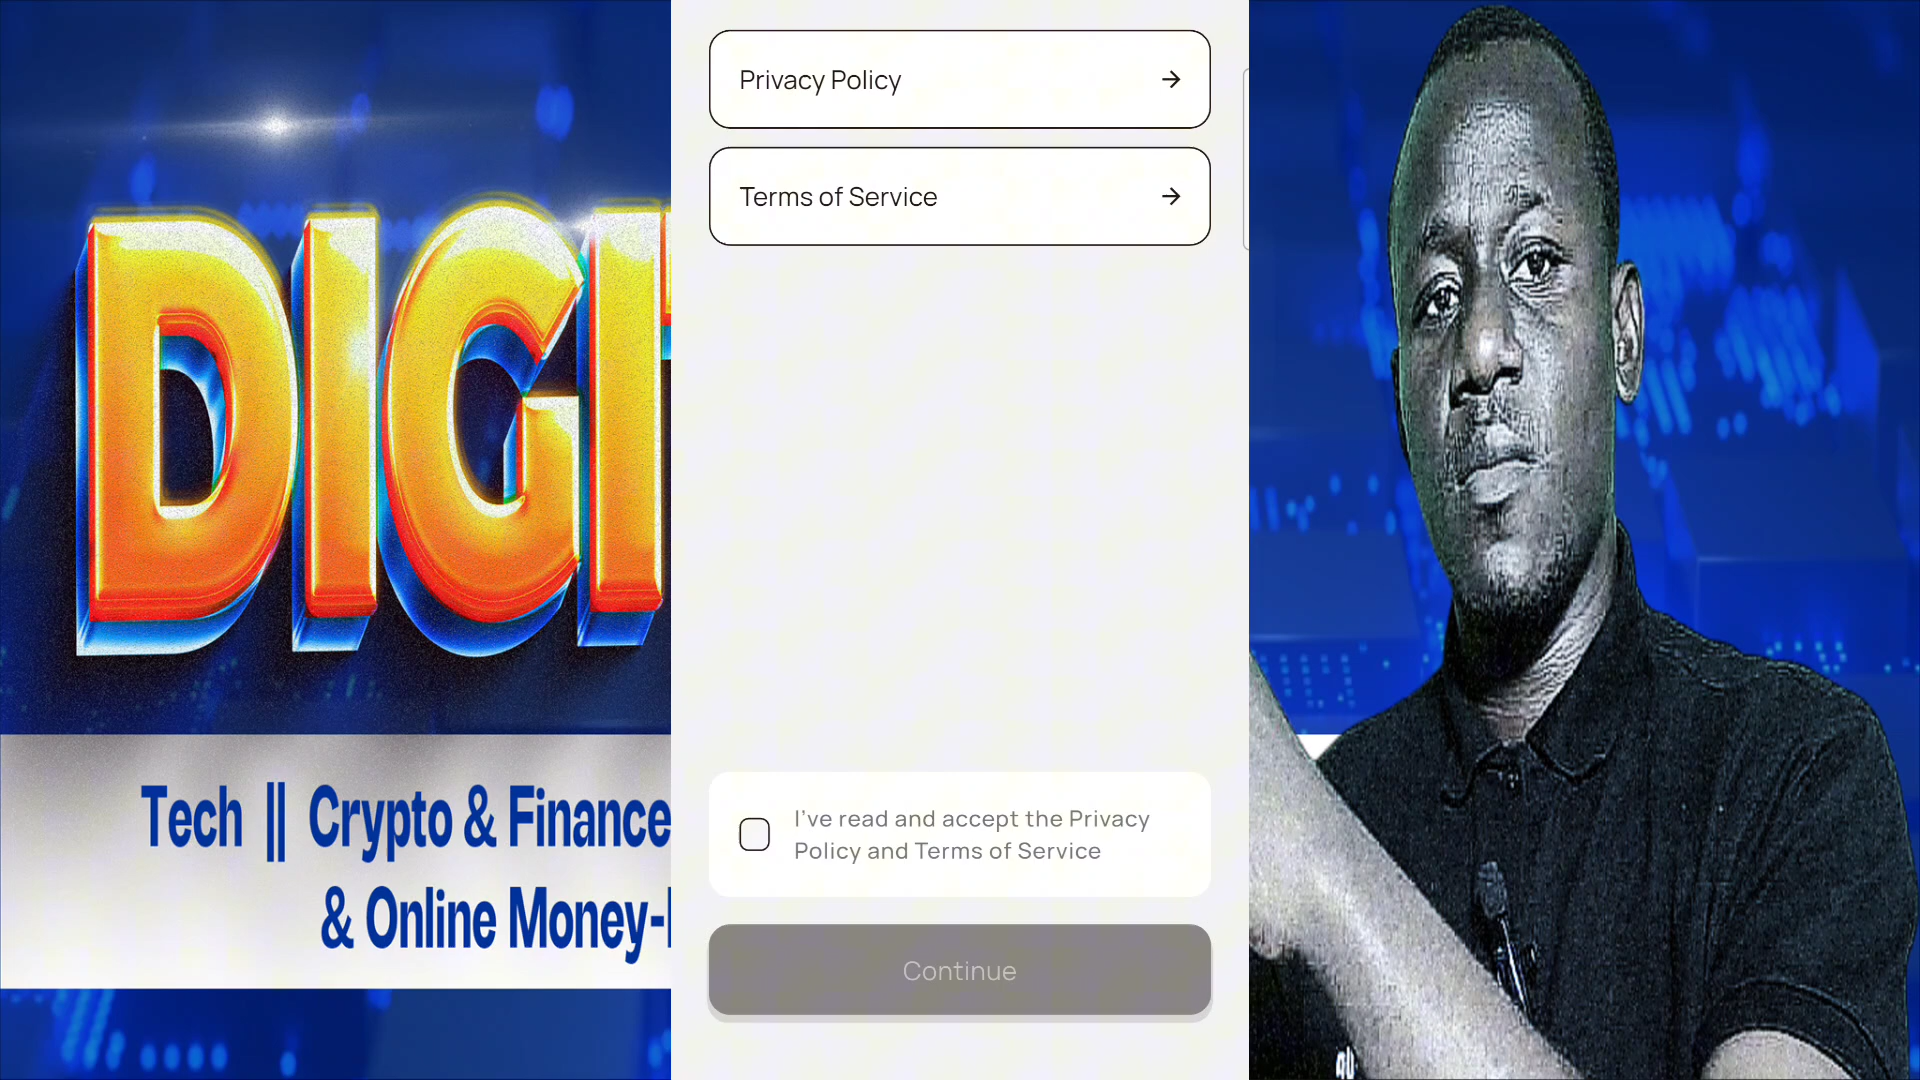 DIGI
Tech || Crypto & Finance
& Online Money-
Privacy Policy
Terms of Service
I've read and accept the Privacy
Policy and Terms of Service
Continue